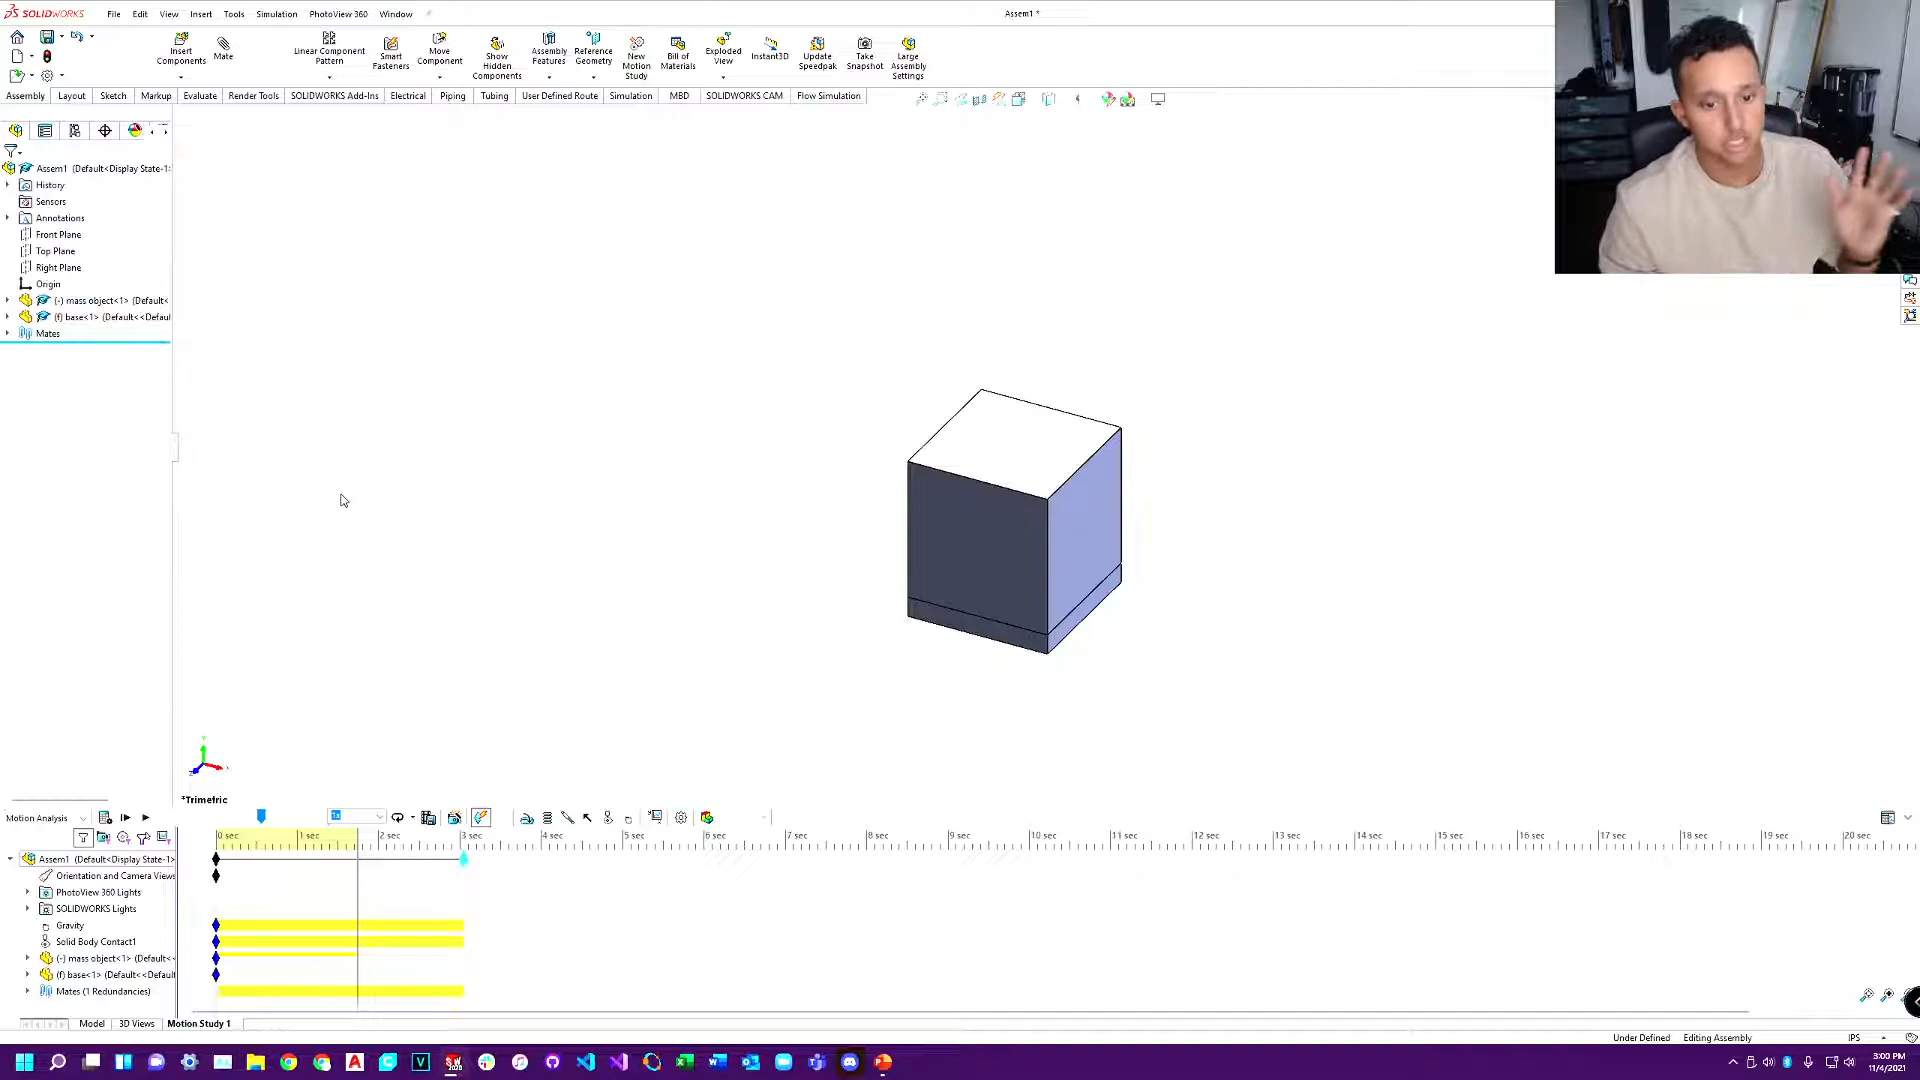 SOLIDWORKS File Edit View Insert Tools Simulation PhotoView 360 Window Assem1 *
Insert Components
Mate
Linear Component Pattern
Smart Fasteners
Move Component
Show Hidden Components
Assembly Features
Reference Geometry
New Motion Study
Bill of Materials
Exploded View
Instant3D
Update Speedpak
Take Snapshot
Large Assembly Settings
Assembly Layout Sketch Markup Evaluate Render Tools SOLIDWORKS Add-Ins Electrical Piping Tubing User Defined Route Simulation MBD SOLIDWORKS CAM Flow Simulation
Assem1 (Default<Display State-1>
History
Sensors
Annotations
Front Plane
Top Plane
Right Plane
Origin
(-) mass object<1> (Default<
(f) base<1> (Default<<Defaul
Mates
*Trimetric
Motion Analysis 1x
0 sec 1 sec 2 sec 3 sec 4 sec 5 sec 6 sec 7 sec 8 sec 9 sec 10 sec 11 sec 12 sec 13 sec 14 sec 15 sec 16 sec 17 sec 18 sec 19 sec 20 sec
Assem1 (Default<Display State-1>
Orientation and Camera Views
PhotoView 360 Lights
SOLIDWORKS Lights
Gravity
Solid Body Contact1
(-) mass object<1> (Default<
(f) base<1> (Default<<Default
Mates (1 Redundancies)
Model 3D Views Motion Study 1
Under Defined Editing Assembly IPS
3:00 PM
11/4/2021